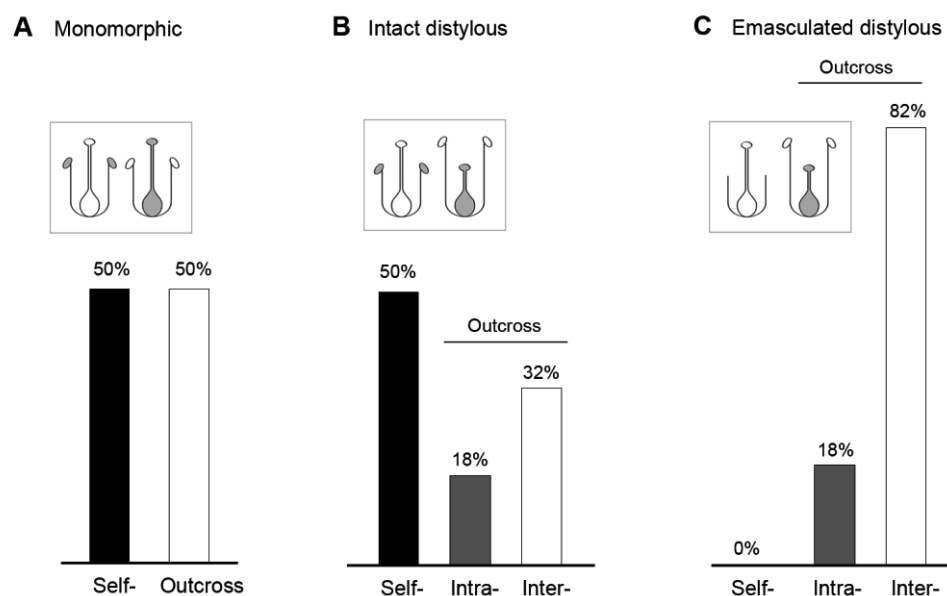 A Monomorphic
50% 50%
Self- Outcross
B Intact distylous
50%
Outcross
18% 32%
Self- Intra- Inter-
C Emasculated distylous
Outcross
82%
18%
0%
Self- Intra- Inter-